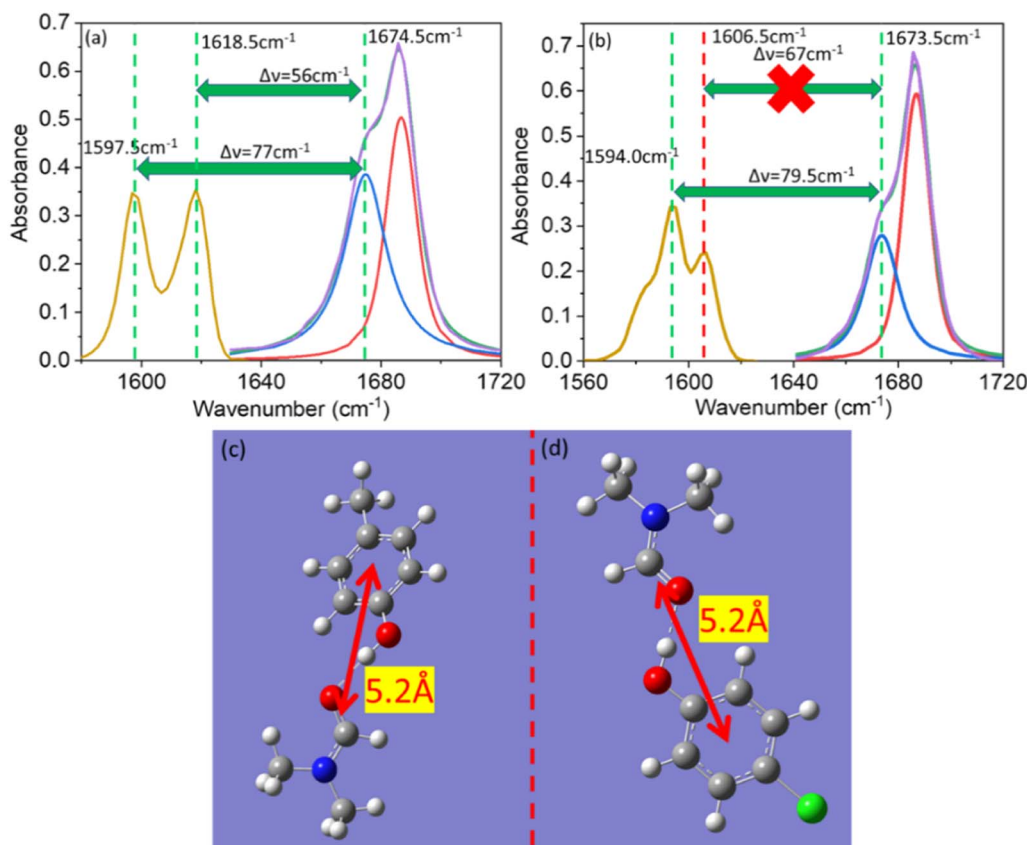 (a)
1618.5cm⁻¹
1674.5cm⁻¹
Δν=56cm⁻¹
1597.5cm⁻¹
Δν=77cm⁻¹
Absorbance
0.7
0.6
0.5
0.4
0.3
0.2
0.1
0.0
1600
1640
1680
1720
Wavenumber (cm⁻¹)
(b)
1606.5cm⁻¹
1673.5cm⁻¹
Δν=67cm⁻¹
1594.0cm⁻¹
Δν=79.5cm⁻¹
Absorbance
0.7
0.6
0.5
0.4
0.3
0.2
0.1
0.0
1560
1600
1640
1680
1720
Wavenumber (cm⁻¹)
(c)
5.2Å
(d)
5.2Å